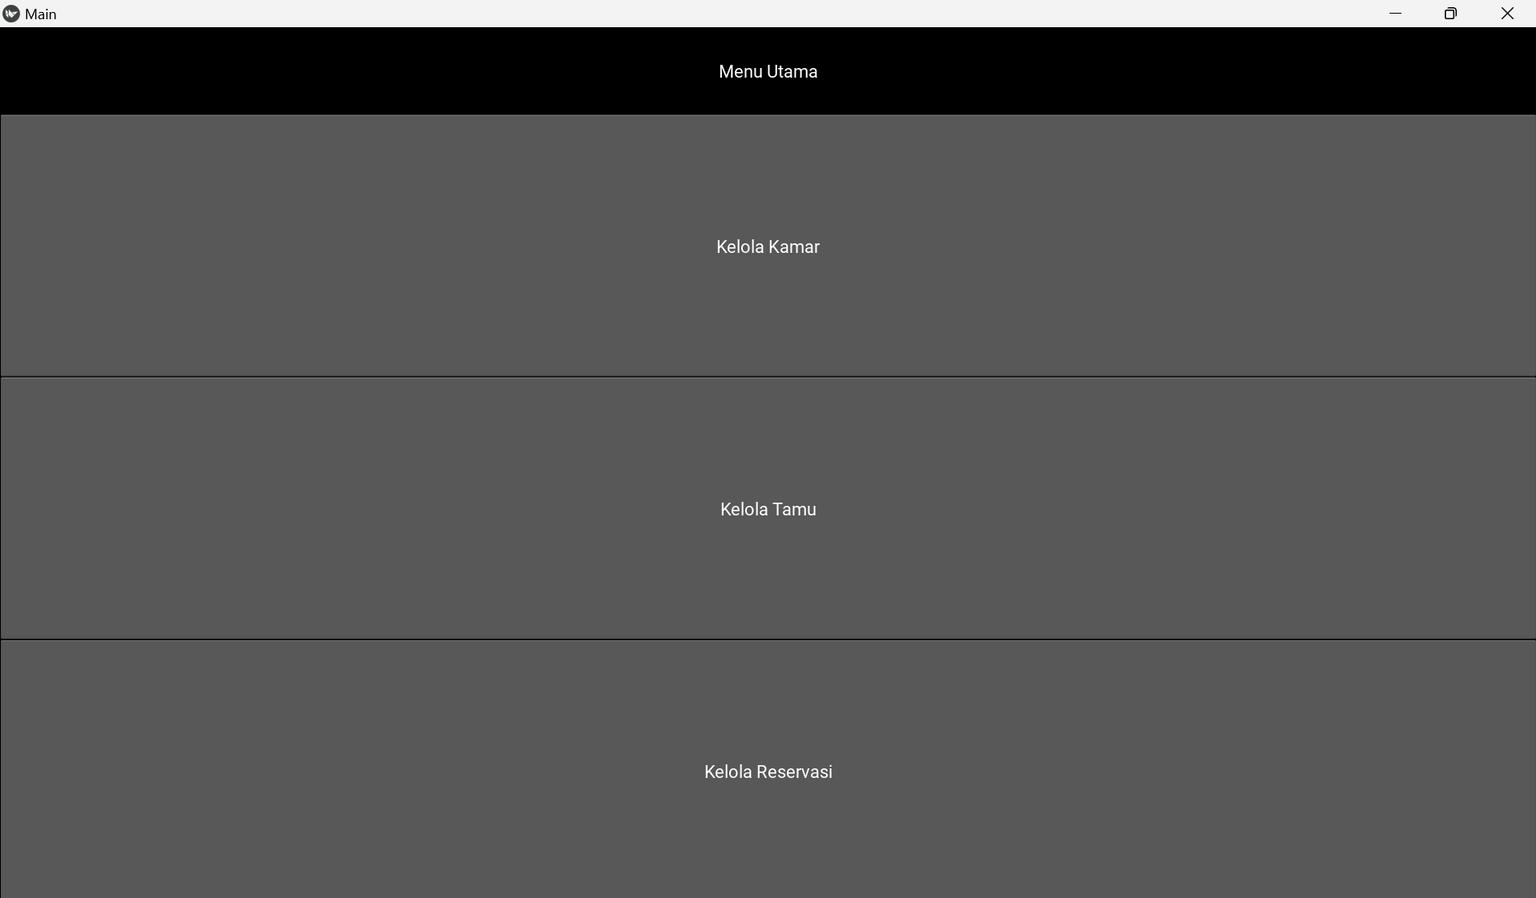 Main
Menu Utama
Kelola Kamar
Kelola Tamu
Kelola Reservasi